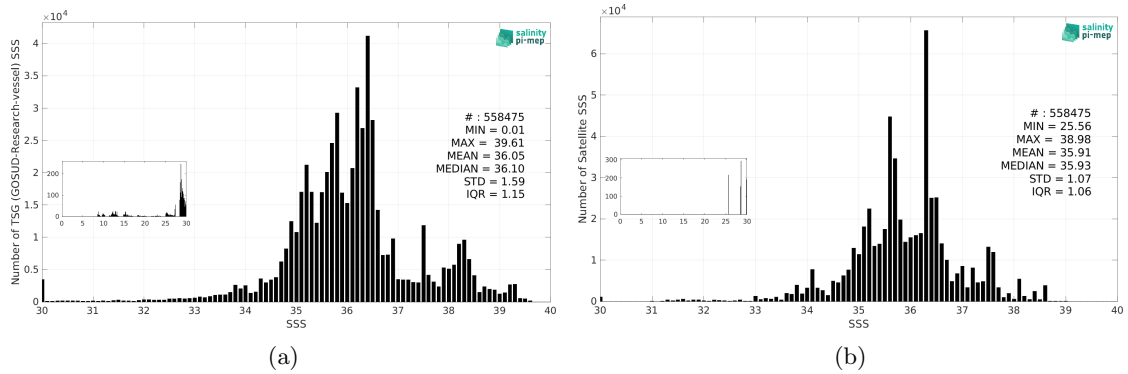 ×10⁴
4
3.5
3
2.5
2
1.5
1
0.5
0
Number of TSG (GOSUD-Research-vessel) SSS
salinity
pi-mep
# : 558475
MIN = 0.01
MAX = 39.61
MEAN = 36.05
MEDIAN = 36.10
STD = 1.59
IQR = 1.15
200
100
0
0 5 10 15 20 25 30
30 31 32 33 34 35 36 37 38 39 40
SSS
(a)
×10⁴
6
5
4
3
2
1
0
Number of Satellite SSS
salinity
pi-mep
# : 558475
MIN = 25.56
MAX = 38.98
MEAN = 35.91
MEDIAN = 35.93
STD = 1.07
IQR = 1.06
300
200
100
0
0 5 10 15 20 25 30
30 31 32 33 34 35 36 37 38 39 40
SSS
(b)